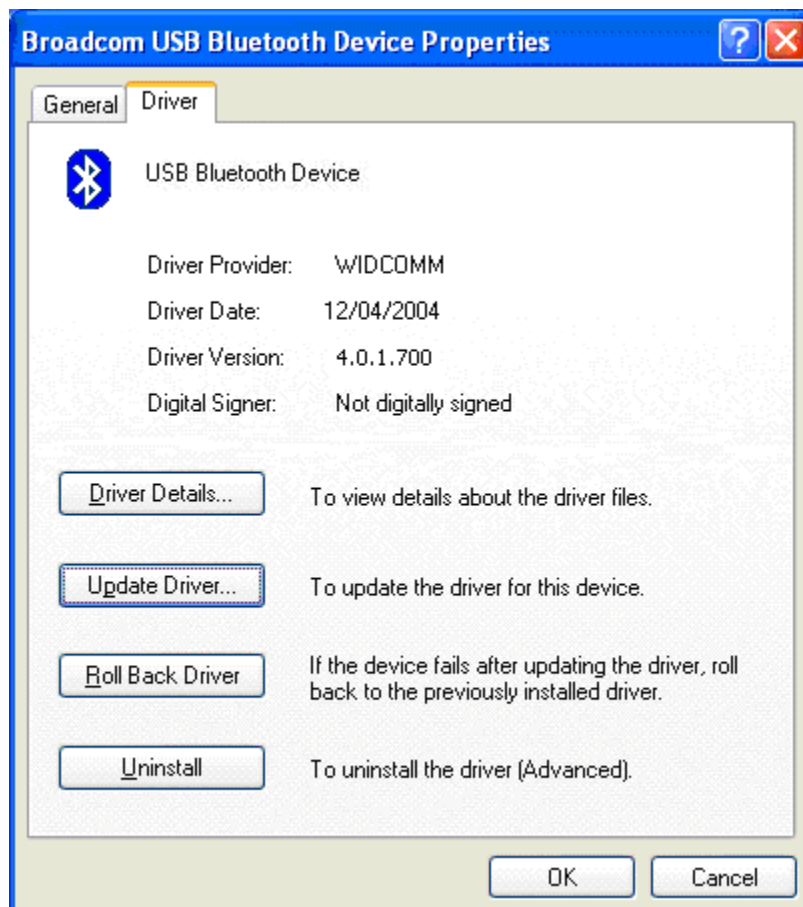 Broadcom USB Bluetooth Device Properties
General Driver
USB Bluetooth Device
Driver Provider: WIDCOMM
Driver Date: 12/04/2004
Driver Version: 4.0.1.700
Digital Signer: Not digitally signed
Driver Details... To view details about the driver files.
Update Driver... To update the driver for this device.
Roll Back Driver If the device fails after updating the driver, roll
back to the previously installed driver.
Uninstall To uninstall the driver (Advanced).
OK Cancel